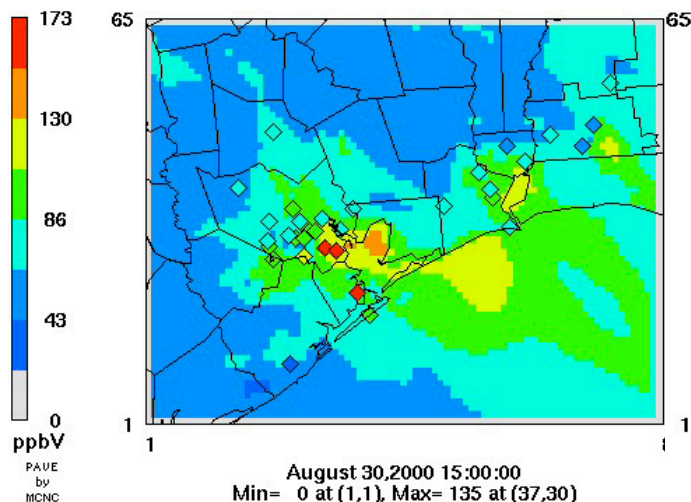 173
130
86
43
0
ppbV
PAVE
by
MCNC
65
65
1
1
1
8
August 30,2000 15:00:00
Min= 0 at (1,1), Max= 135 at (37,30)